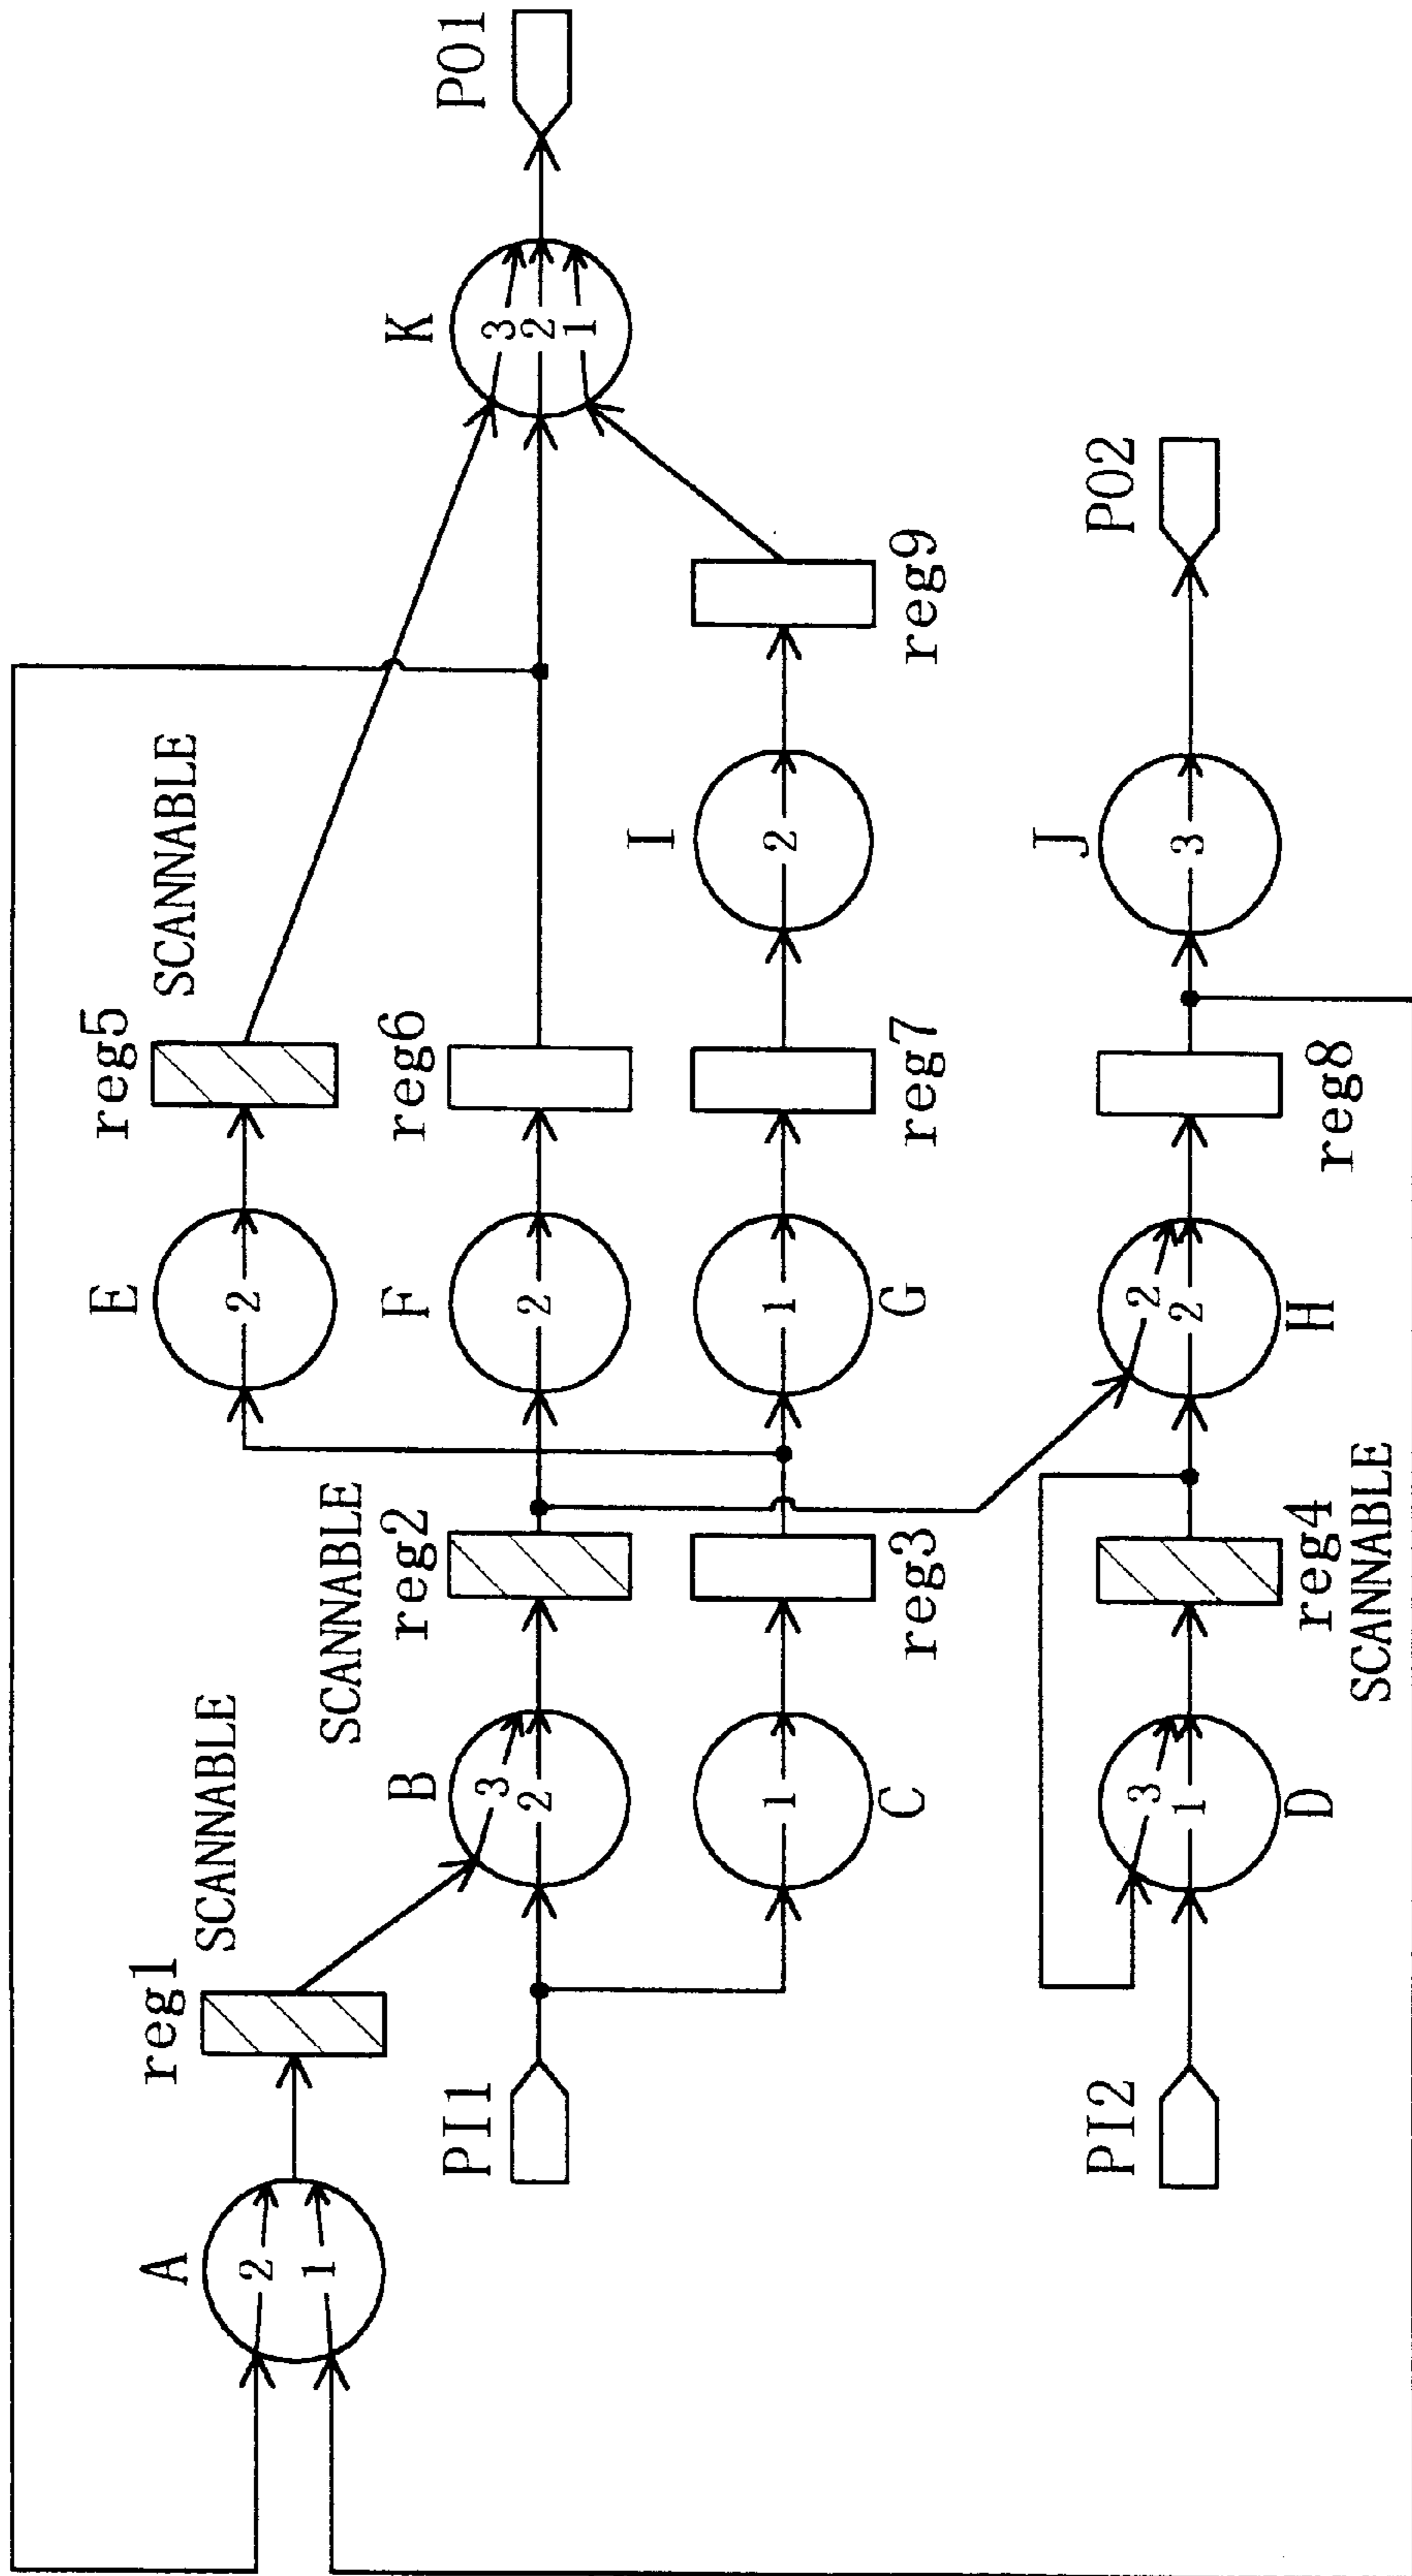 A
2
1
reg1
SCANNABLE
PI1
B
3
2
C
1
SCANNABLE
reg2
reg3
E
2
F
2
G
1
reg5
SCANNABLE
reg6
reg7
I
2
reg9
K
3
2
1
PO1
PI2
D
3
1
reg4
SCANNABLE
H
2
2
reg8
J
3
PO2